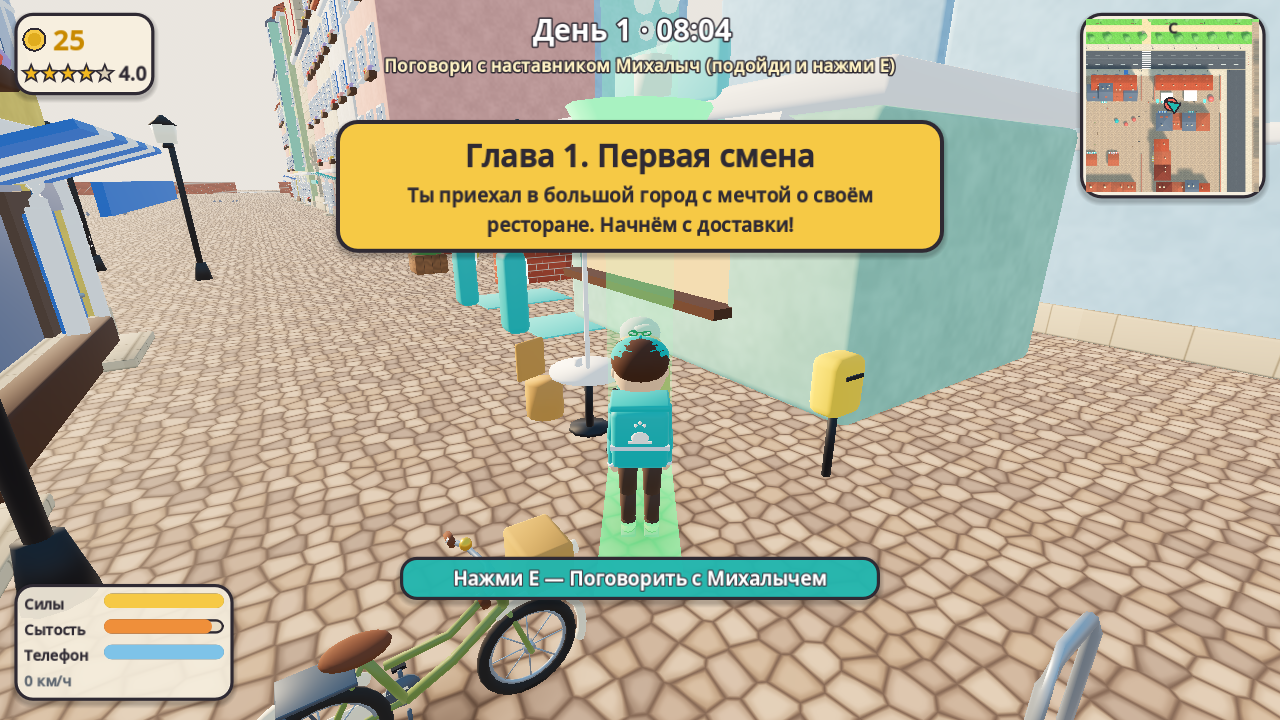 25
4.0
День 1 · 08:04
Поговори с наставником Михалыч (подойди и нажми E)
С
Глава 1. Первая смена
Ты приехал в большой город с мечтой о своём
ресторане. Начнём с доставки!
Нажми E — Поговорить с Михалычем
Силы
Сытость
Телефон
0 км/ч